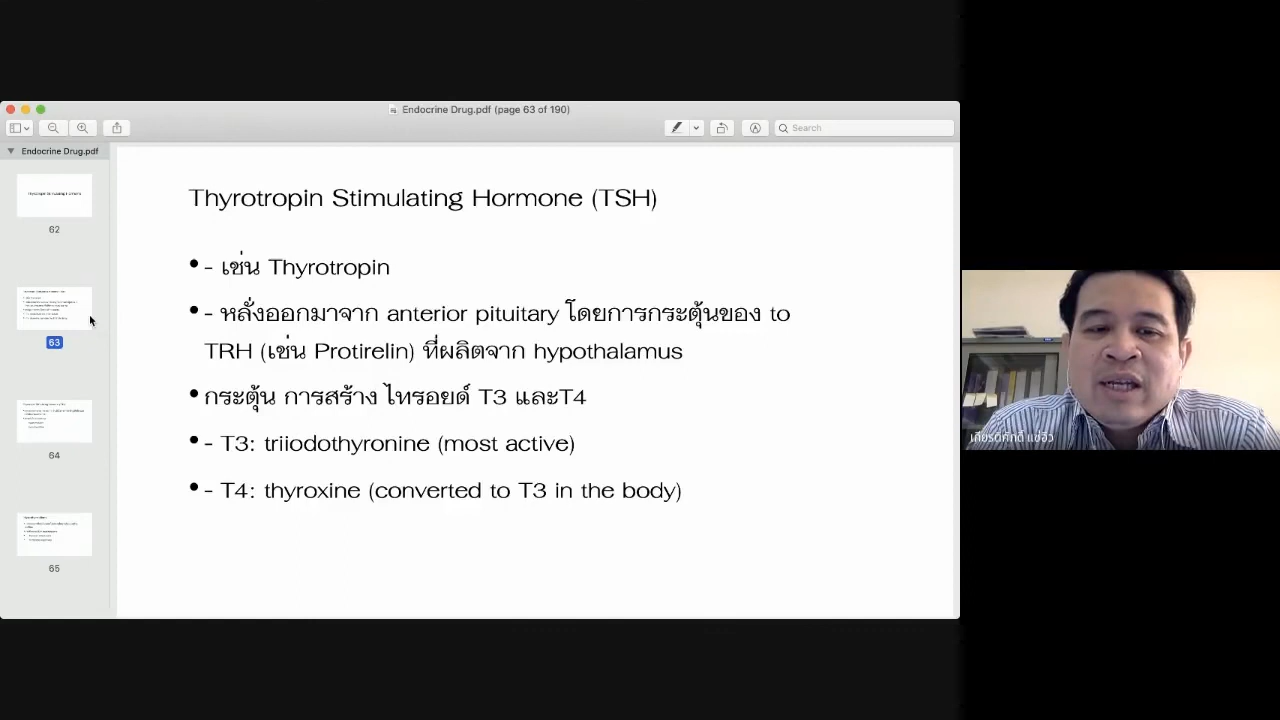 Endocrine Drug.pdf (page 63 of 190)
Search
Endocrine Drug.pdf
62
63
64
65
Thyrotropin Stimulating Hormone (TSH)
• - เช่น Thyrotropin
• - หลั่งออกมาจาก anterior pituitary โดยการกระตุ้นของ to
TRH (เช่น Protirelin) ที่ผลิตจาก hypothalamus
• กระตุ้น การสร้าง ไทรอยด์ T3 และT4
• - T3: triiodothyronine (most active)
• - T4: thyroxine (converted to T3 in the body)
เกียรติศักดิ์ แซ่อิว